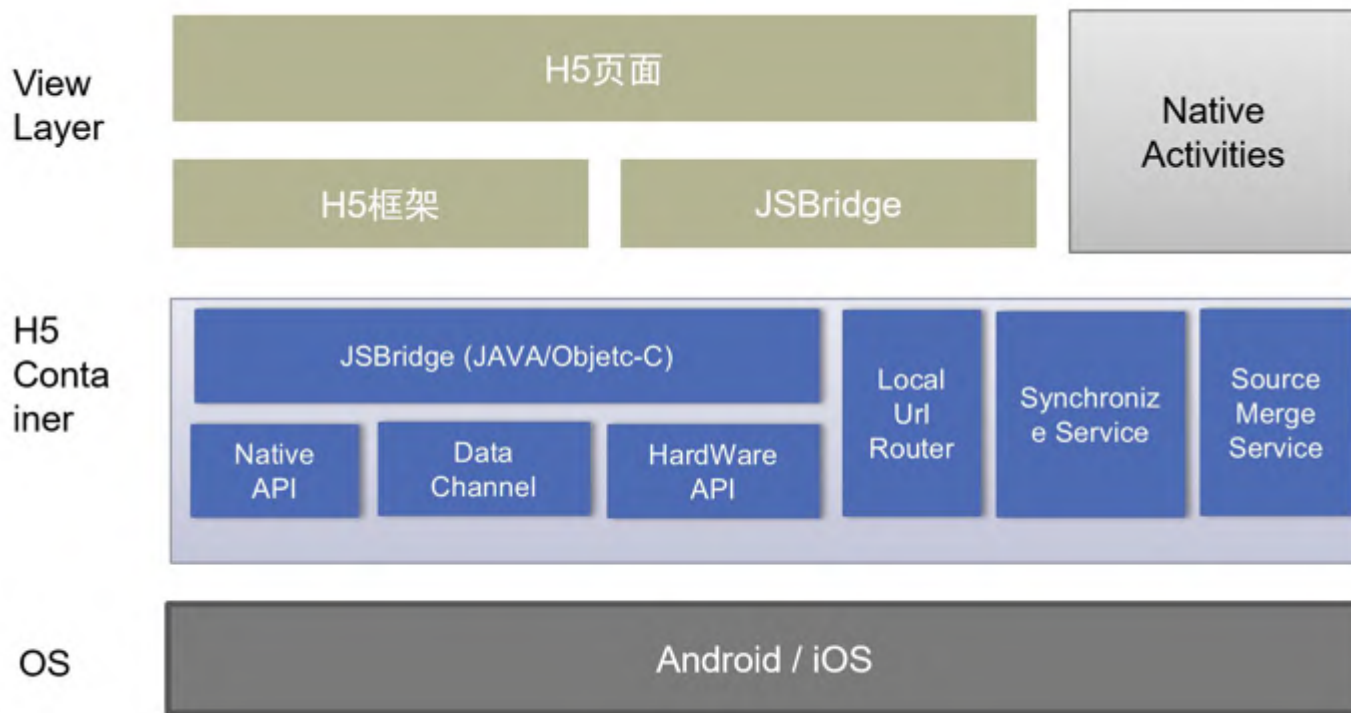 View
Layer
H5页面
Native
Activities
H5框架
JSBridge
H5
Conta
iner
JSBridge (JAVA/Objetc-C)
Native
API
Data
Channel
HardWare
API
Local
Url
Router
Synchroniz
e Service
Source
Merge
Service
OS
Android / iOS